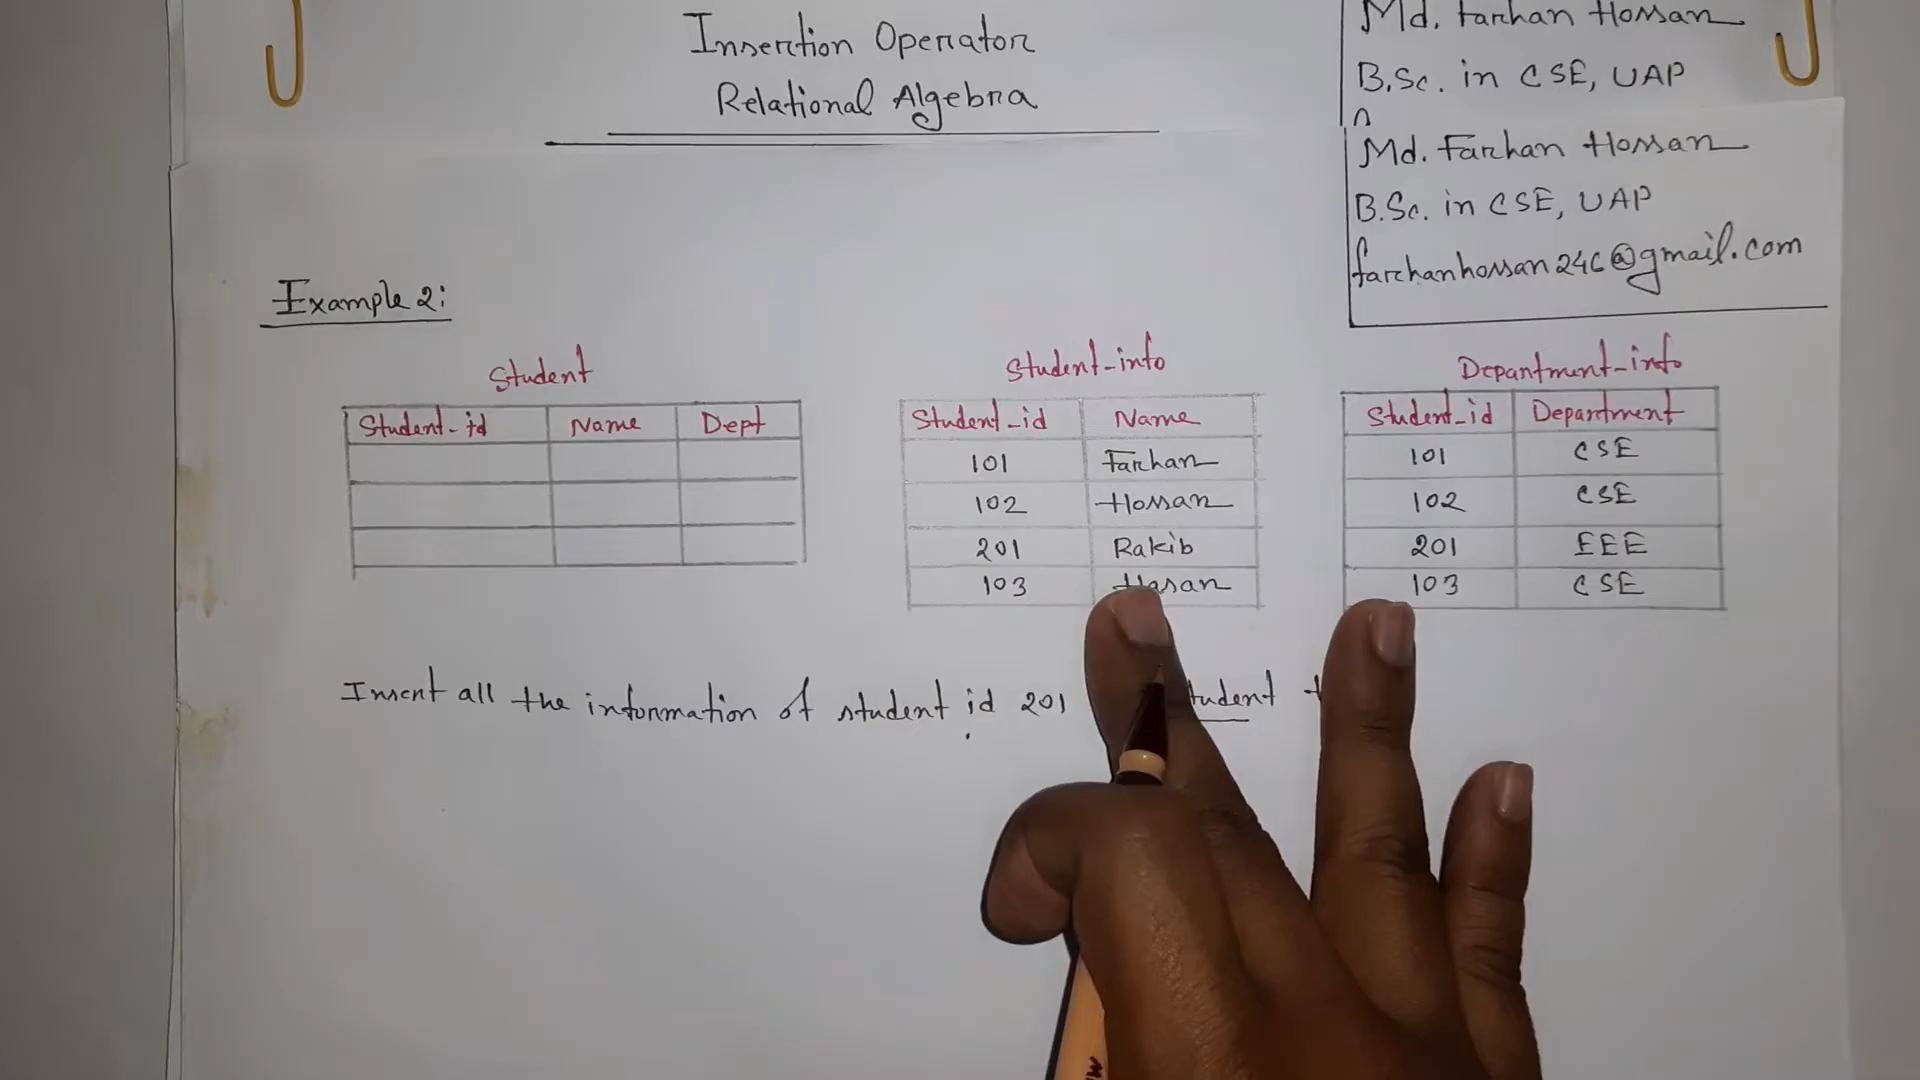 Insertion Operator
Relational Algebra
Md. Farhan Hossan
B.Sc. in CSE, UAP
Md. Farhan Hossan
B.Sc. in CSE, UAP
farhanhossan246@gmail.com
Example 2:
Student
Student-id Name Dept
Student-info
Student_id Name
101 Farhan
102 Hossan
201 Rakib
103 Hasan
Department-info
Student_id Department
101 CSE
102 CSE
201 EEE
103 CSE
Insert all the information of student id 201